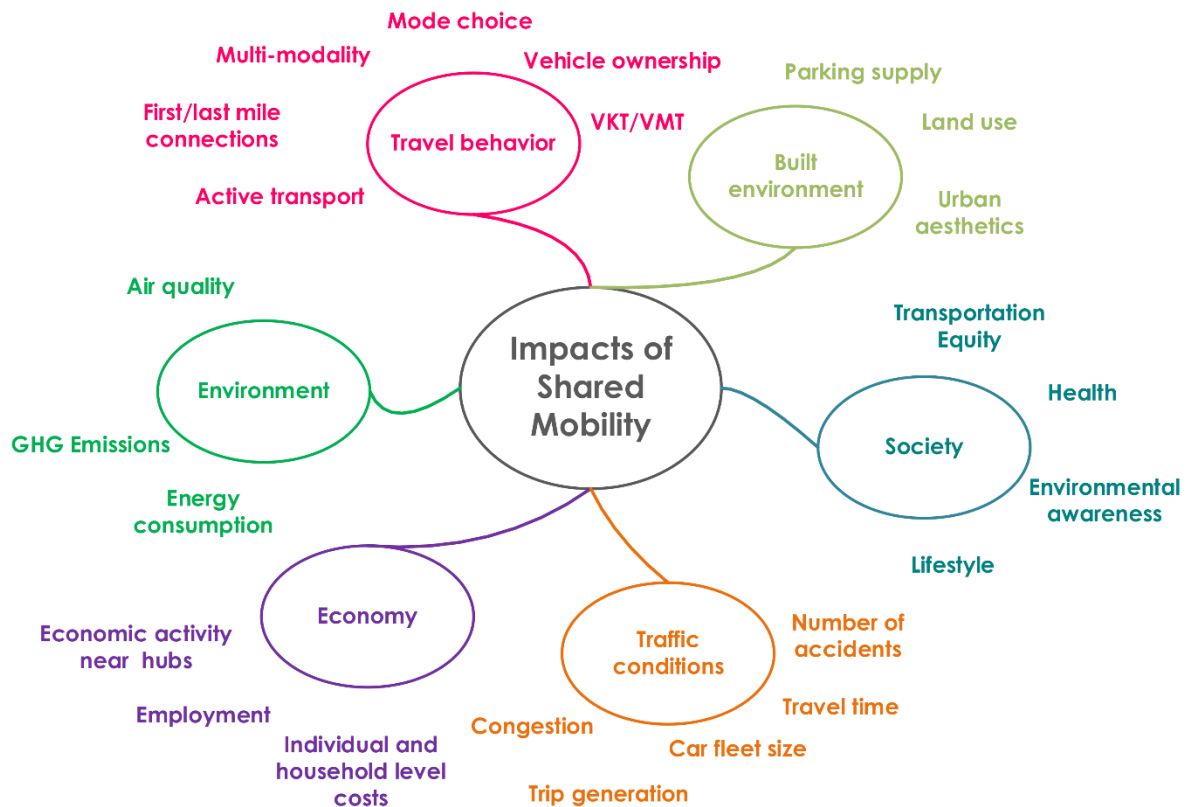 Mode choice
Multi-modality
Vehicle ownership
First/last mile
connections
VKT/VMT
Travel behavior
Active transport
Parking supply
Land use
Built
environment
Urban
aesthetics
Air quality
Environment
GHG Emissions
Energy
consumption
Impacts of
Shared
Mobility
Transportation
Equity
Health
Society
Environmental
awareness
Lifestyle
Economy
Economic activity
near hubs
Employment
Individual and
household level
costs
Traffic
conditions
Number of
accidents
Travel time
Congestion
Car fleet size
Trip generation